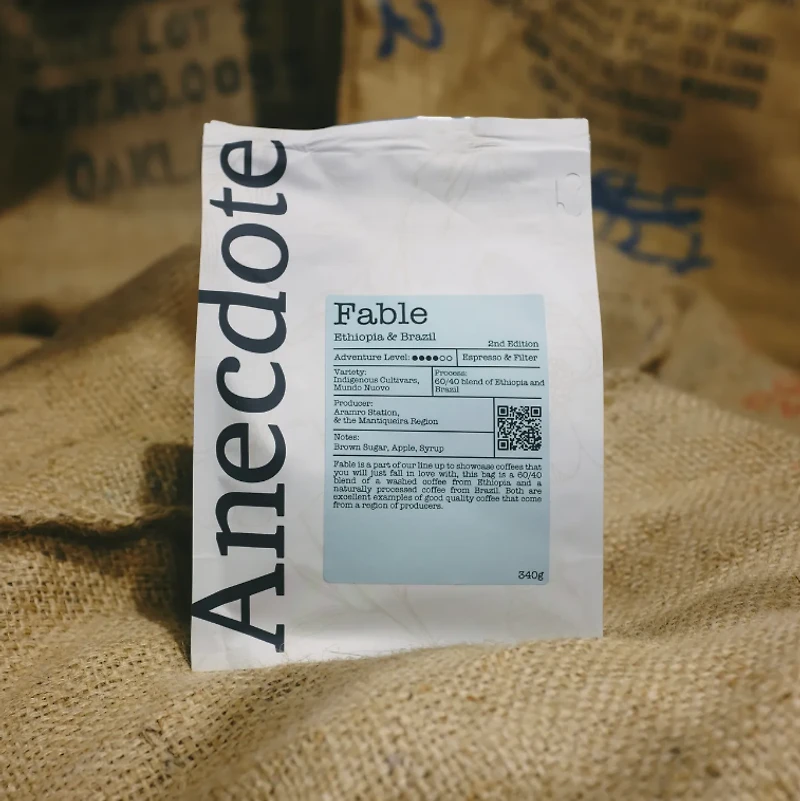 LOT
Anecdote
Fable
Ethiopia & Brazil
2nd Edition
Adventure Level: ●●●●○○
Espresso & Filter
Variety:
Indigenous Cultivars,
Mundo Nuovo
Process:
60/40 blend of Ethiopia and
Brazil
Producer:
Aramro Station,
& the Mantiqueira Region
Notes:
Brown Sugar, Apple, Syrup
Fable is a part of our line up to showcase coffees that
you will just fall in love with, this bag is a 60/40
blend of a washed coffee from Ethiopia and a
naturally processed coffee from Brazil. Both are
excellent examples of good quality coffee that come
from a region of producers.
340g